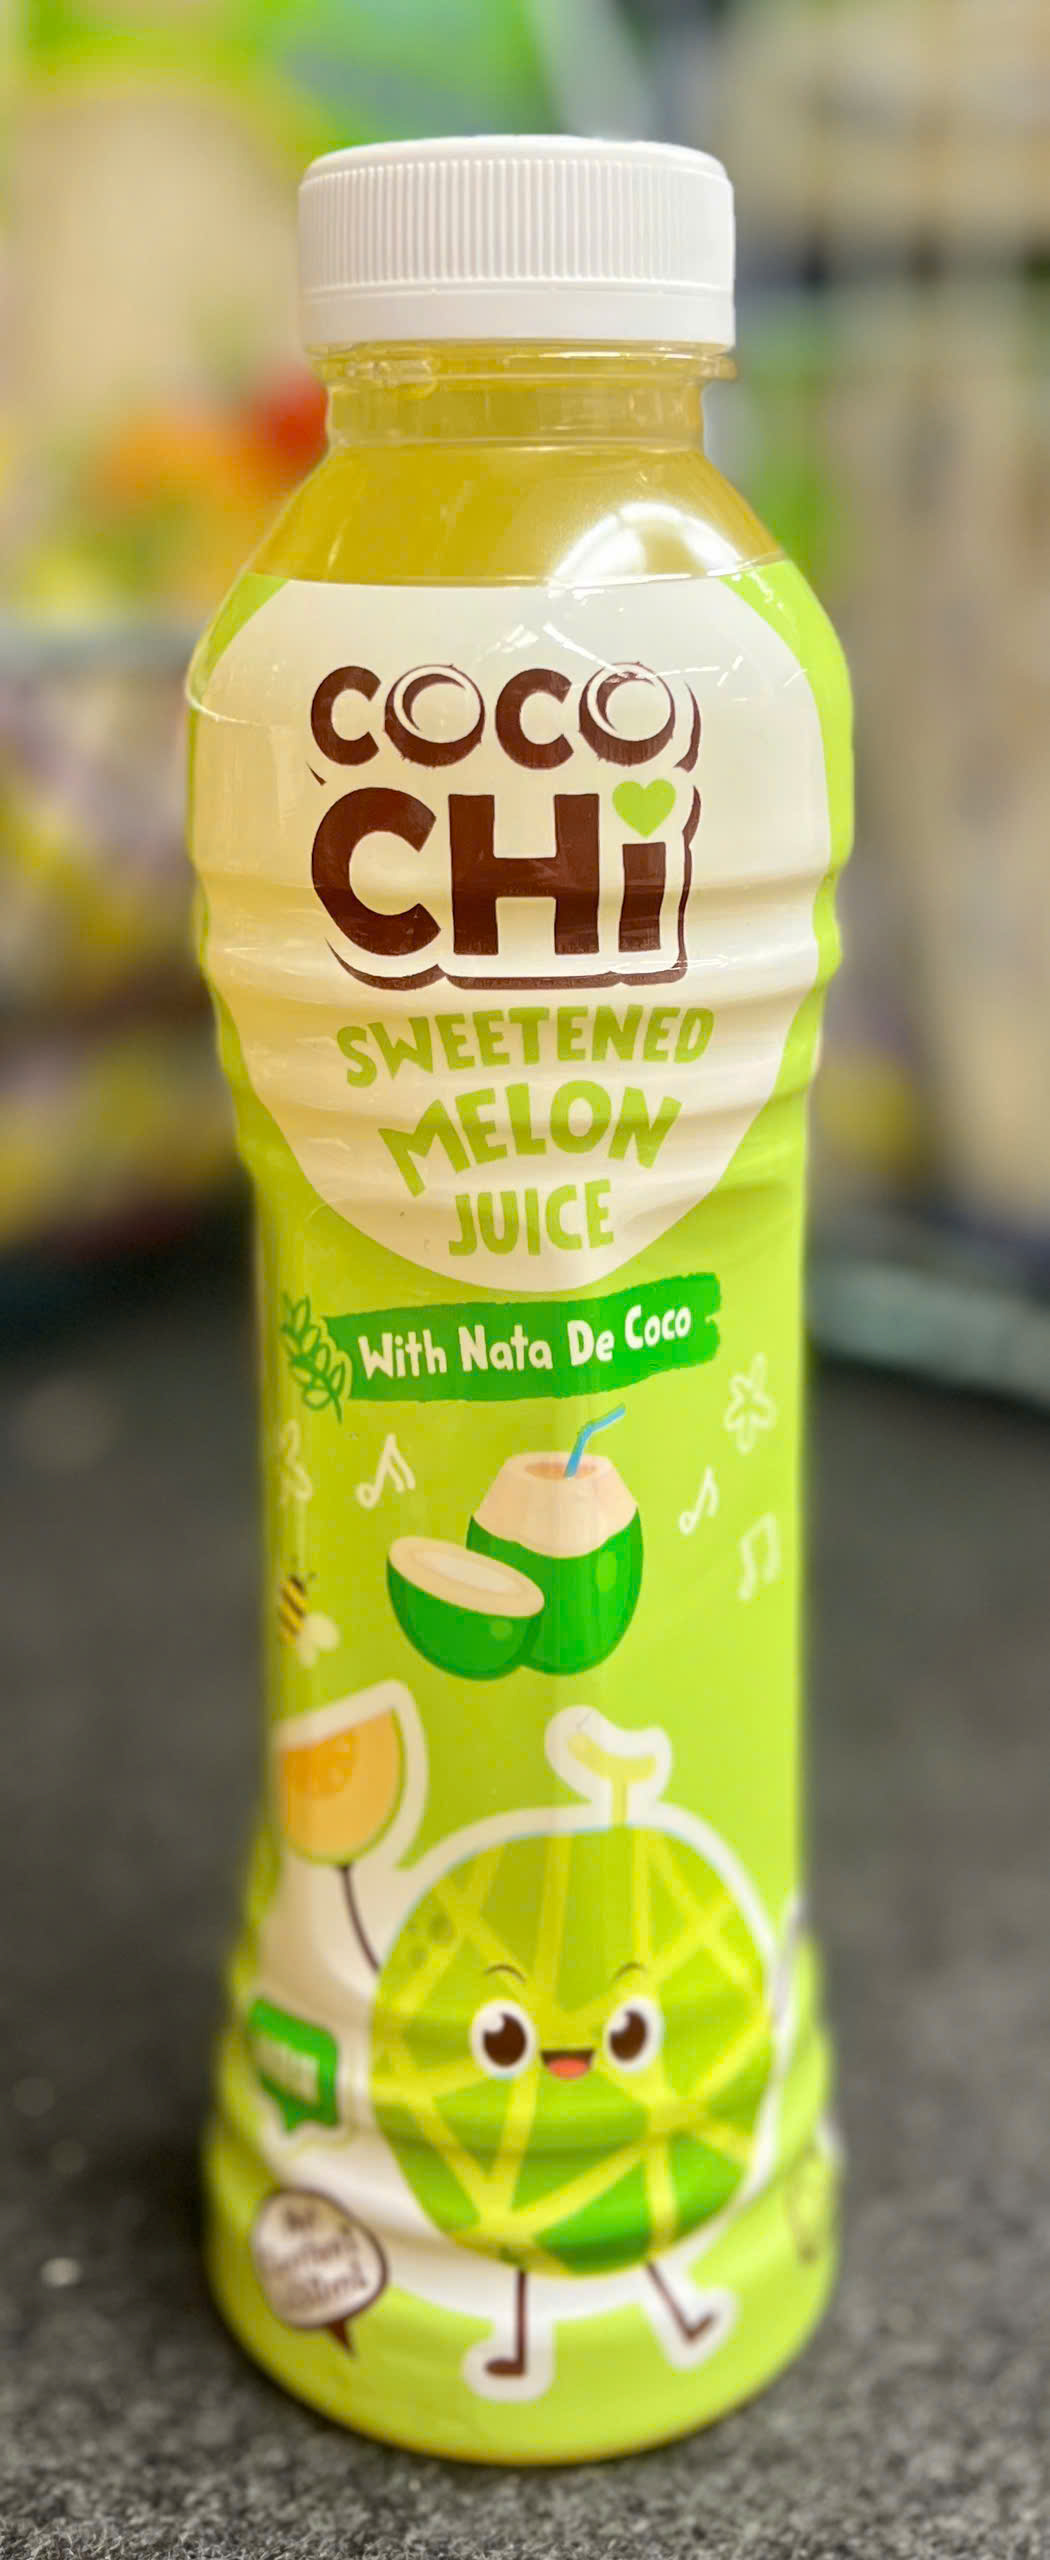 COCO
CHi
SWEETENED
MELON
JUICE
With Nata De Coco